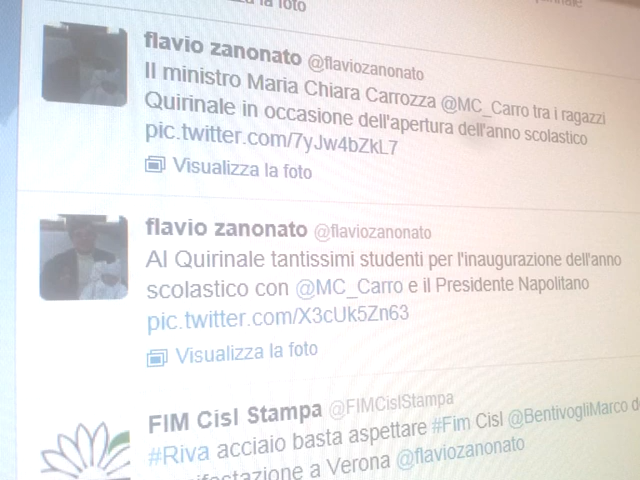 la foto
flavio zanonato @flaviozanonato
Il ministro Maria Chiara Carrozza @MC_Carro tra i ragazzi
Quirinale in occasione dell'apertura dell'anno scolastico
pic.twitter.com/7yJw4bZkL7
Visualizza la foto
flavio zanonato @flaviozanonato
Al Quirinale tantissimi studenti per l'inaugurazione dell'anno
scolastico con @MC_Carro e il Presidente Napolitano
pic.twitter.com/X3cUk5Zn63
Visualizza la foto
FIM Cisl Stampa @FIMCislStampa
#Riva acciaio basta aspettare #Fim Cisl @BentivogliMarco
a Verona @flaviozanonato